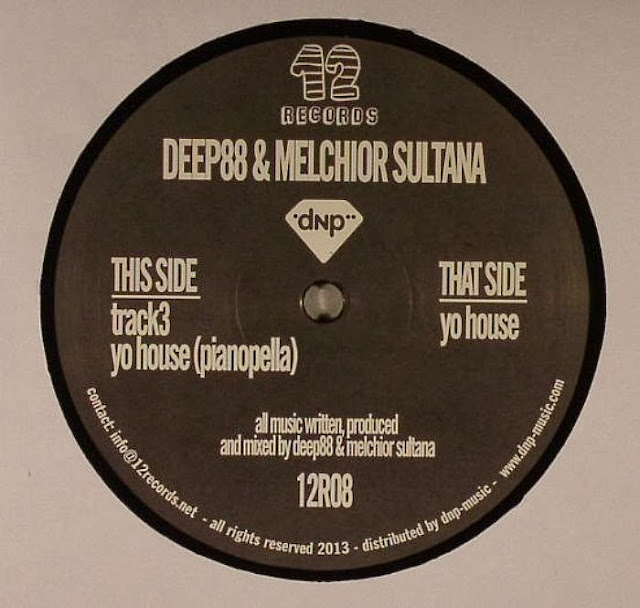 12
RECORDS
DEEP88 & MELCHIOR SULTANA
·dNp··
THIS SIDE
track3
yo house (pianopella)
THAT SIDE
yo house
all music written, produced
and mixed by deep88 & melchior sultana
12R08
contact: info@12records.net - all rights reserved 2013 - distributed by dnp-music - www.dnp-music.com